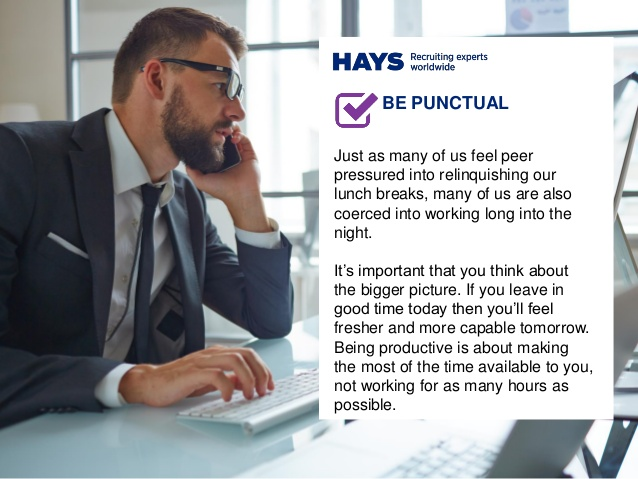 HAYS Recruiting experts
worldwide
BE PUNCTUAL
Just as many of us feel peer
pressured into relinquishing our
lunch breaks, many of us are also
coerced into working long into the
night.
It’s important that you think about
the bigger picture. If you leave in
good time today then you’ll feel
fresher and more capable tomorrow.
Being productive is about making
the most of the time available to you,
not working for as many hours as
possible.